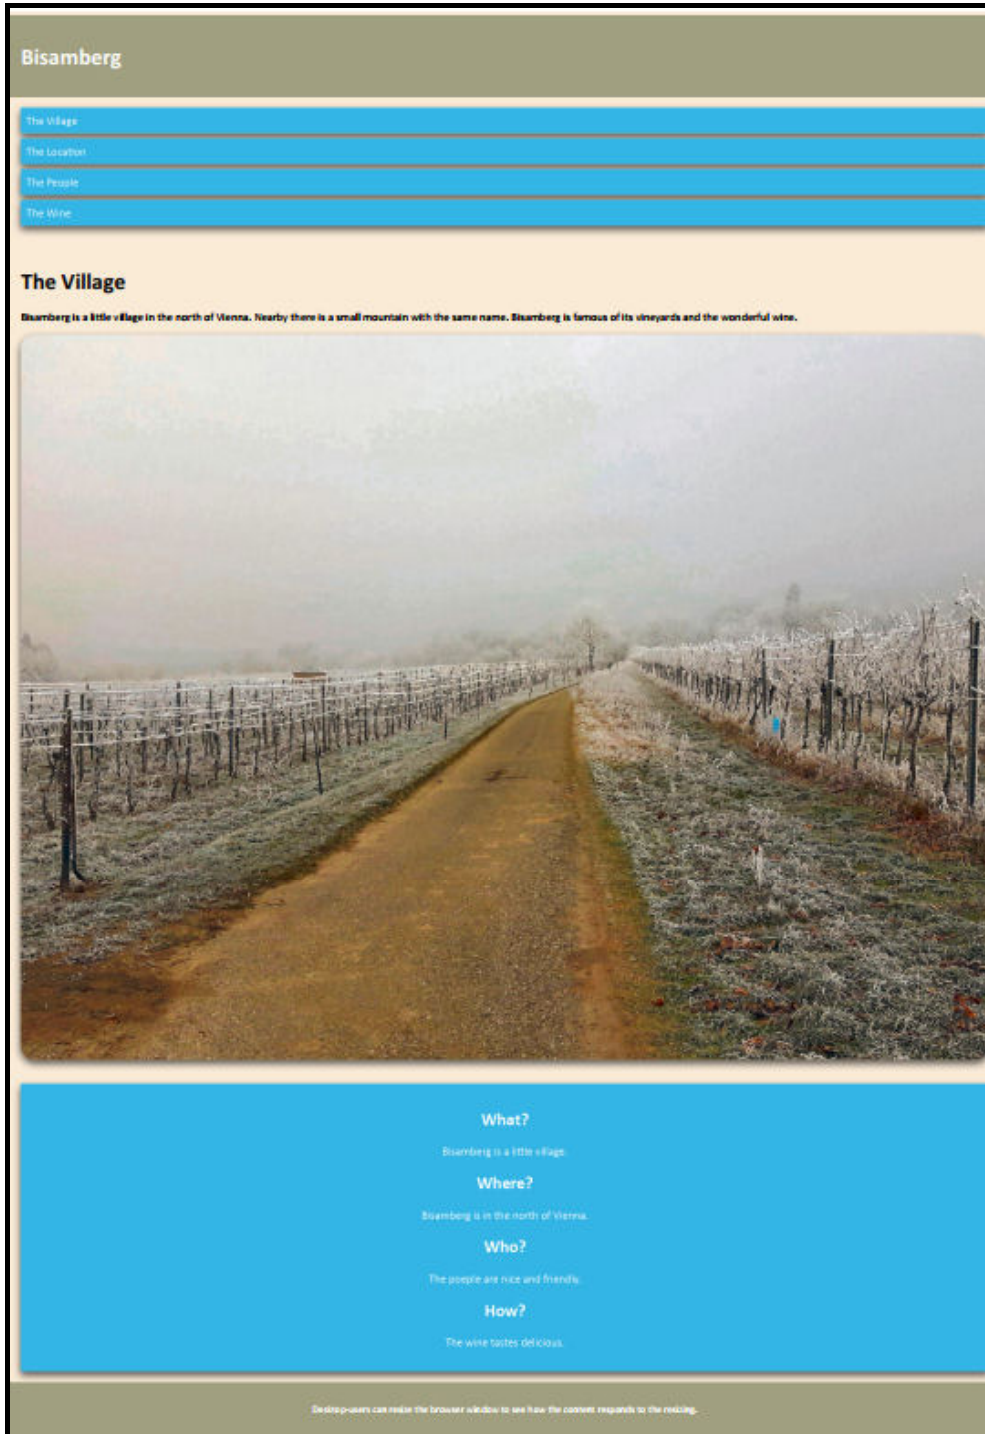 Bisamberg
The Village
The Location
The People
The Wine
The Village
Bisamberg is a little village in the north of Vienna. Nearby there is a small mountain with the same name. Bisamberg is famous of its vineyards and the wonderful wine.
What?
Bisamberg is a little village.
Where?
Bisamberg is in the north of Vienna.
Who?
The poeple are nice and friendly.
How?
The wine tastes delicious.
Desktop-users can resize the browser window to see how the content responds to the resizing.